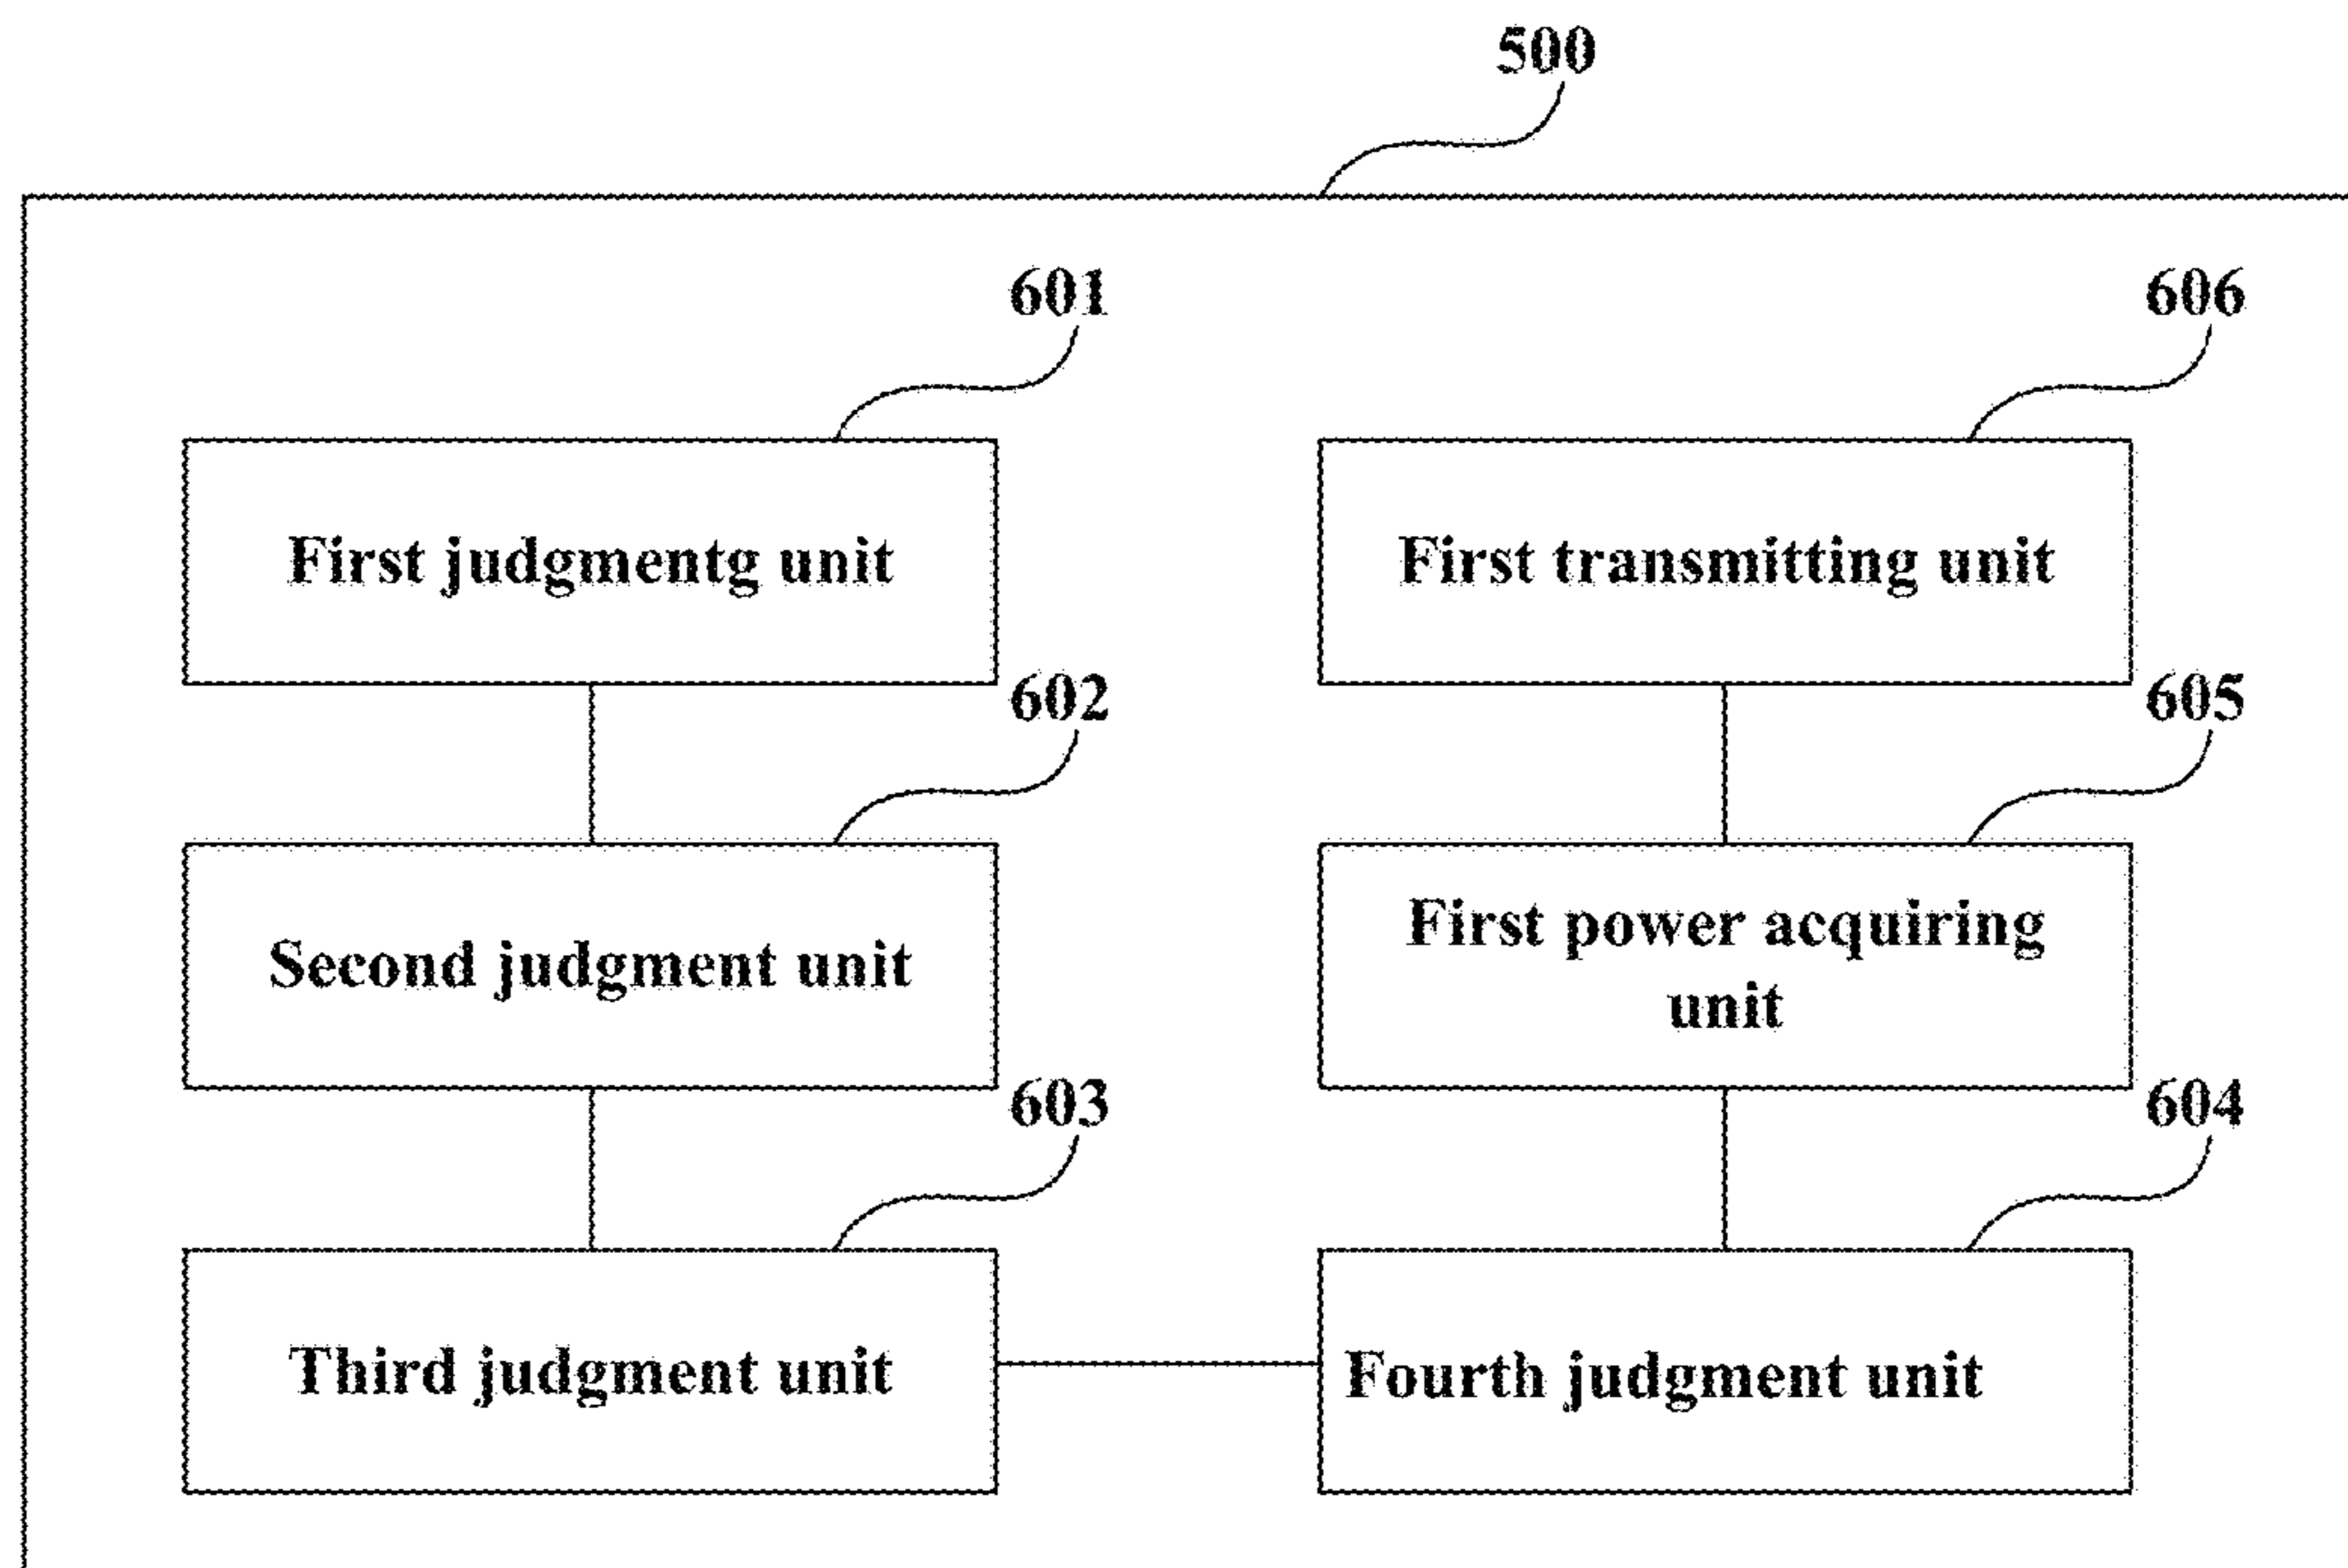 500
601
606
First judgmentg unit
First transmitting unit
602
605
Second judgment unit
First power acquiring
unit
603
604
Third judgment unit
Fourth judgment unit